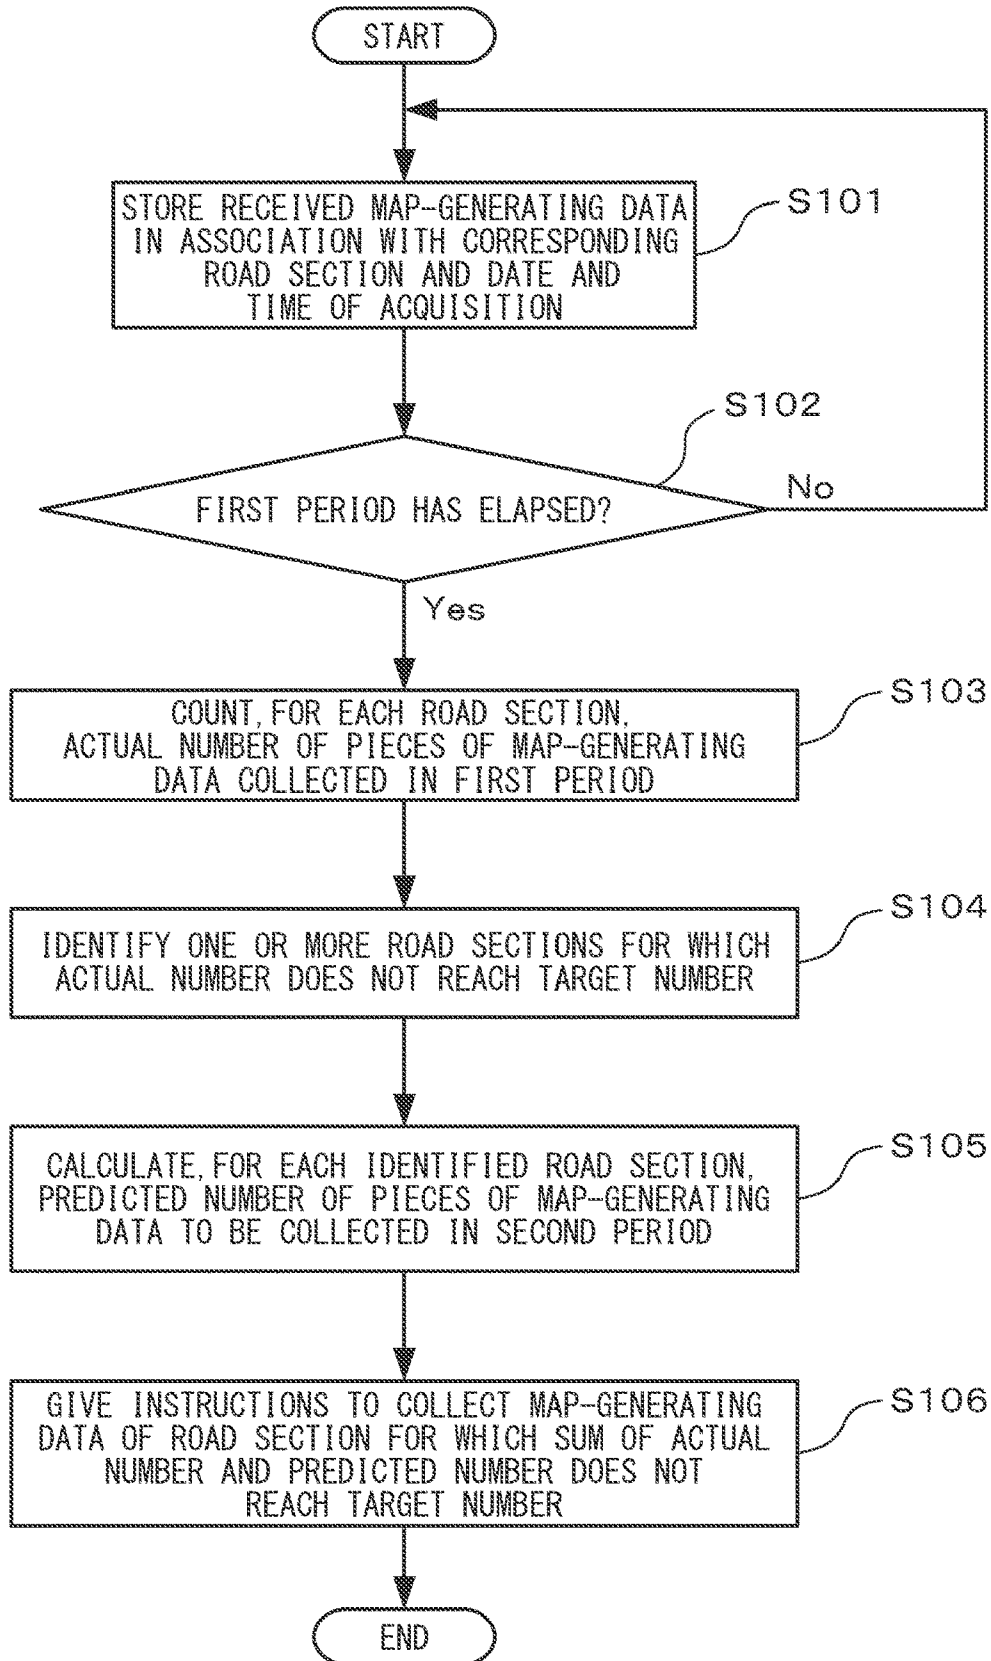 START
STORE RECEIVED MAP-GENERATING DATA
IN ASSOCIATION WITH CORRESPONDING
ROAD SECTION AND DATE AND
TIME OF ACQUISITION
S101
FIRST PERIOD HAS ELAPSED?
S102
No
Yes
COUNT, FOR EACH ROAD SECTION,
ACTUAL NUMBER OF PIECES OF MAP-GENERATING
DATA COLLECTED IN FIRST PERIOD
S103
IDENTIFY ONE OR MORE ROAD SECTIONS FOR WHICH
ACTUAL NUMBER DOES NOT REACH TARGET NUMBER
S104
CALCULATE, FOR EACH IDENTIFIED ROAD SECTION,
PREDICTED NUMBER OF PIECES OF MAP-GENERATING
DATA TO BE COLLECTED IN SECOND PERIOD
S105
GIVE INSTRUCTIONS TO COLLECT MAP-GENERATING
DATA OF ROAD SECTION FOR WHICH SUM OF ACTUAL
NUMBER AND PREDICTED NUMBER DOES NOT
REACH TARGET NUMBER
S106
END